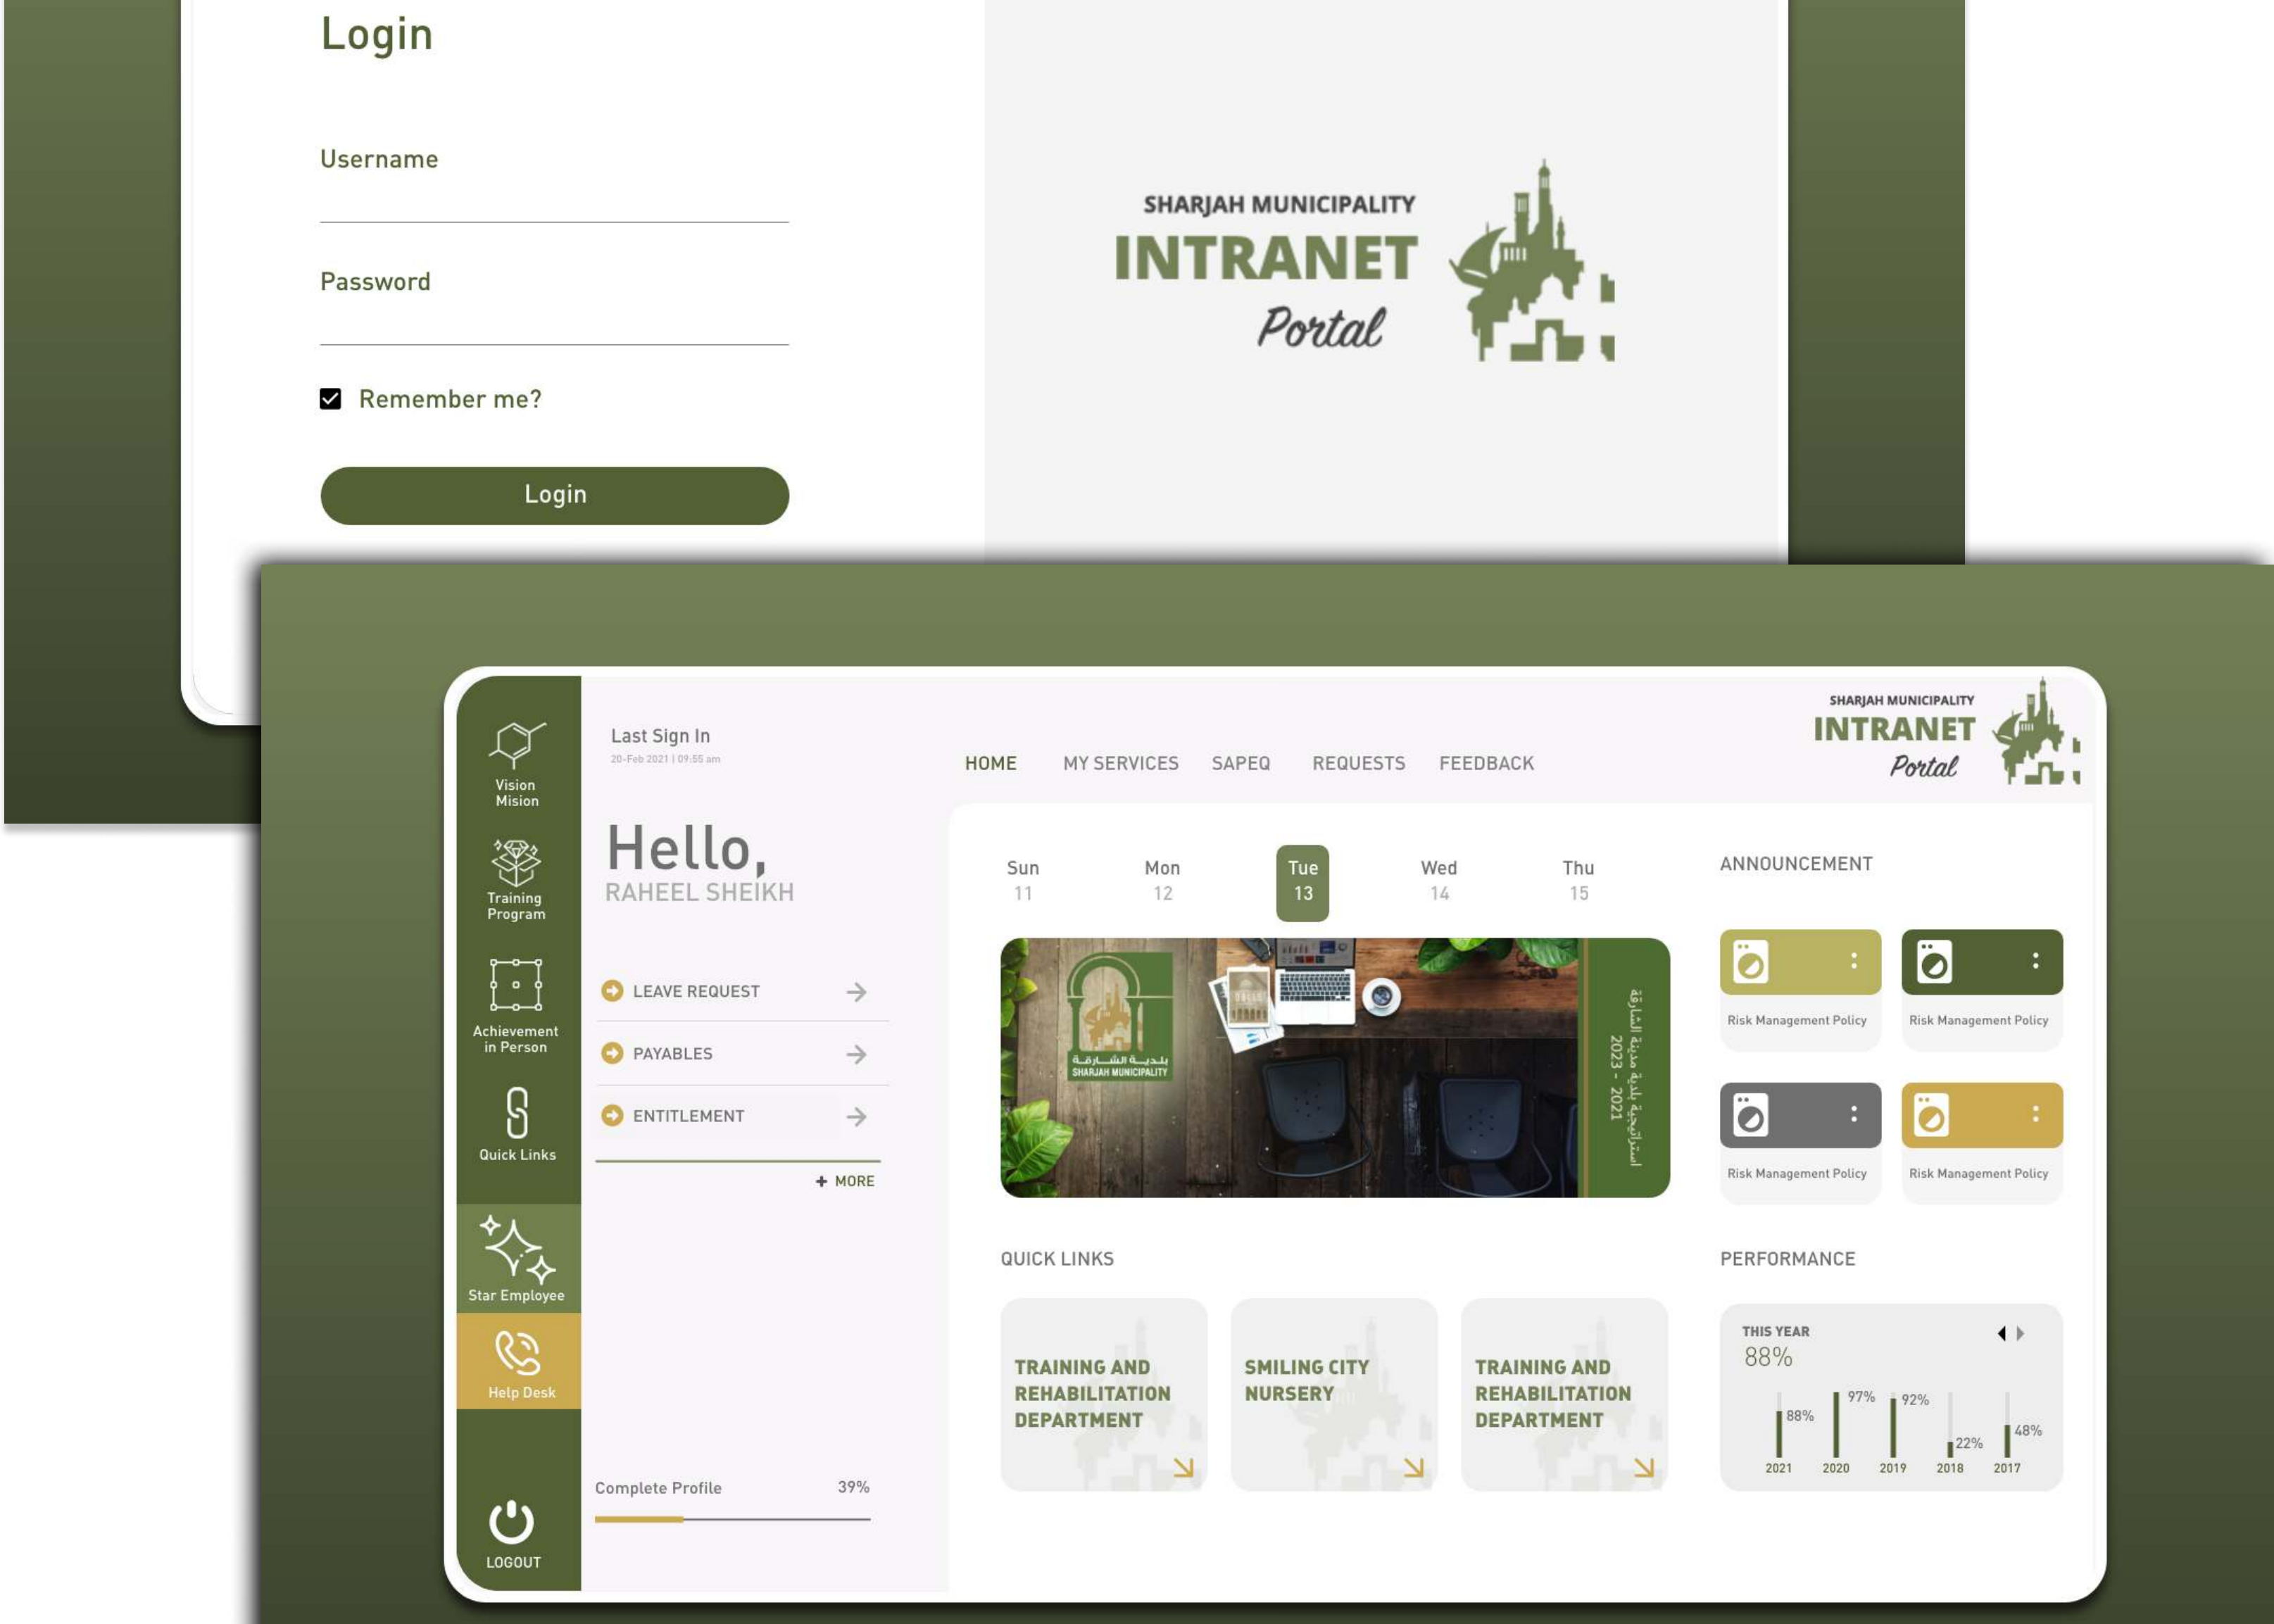 Login
Username
Password
Remember me?
Login
SHARJAH MUNICIPALITY
INTRANET
Portal
Vision
Mision
Training
Program
Achievement
in Person
Quick Links
Star Employee
Help Desk
LOGOUT
Last Sign In
20-Feb 2021 | 09:55 am
Hello,
RAHEEL SHEIKH
LEAVE REQUEST
PAYABLES
ENTITLEMENT
+ MORE
Complete Profile 39%
HOME MY SERVICES SAPEQ REQUESTS FEEDBACK
SHARJAH MUNICIPALITY
INTRANET
Portal
Sun Mon Tue Wed Thu
11 12 13 14 15
بلدية الشارقة
SHARJAH MUNICIPALITY
استراتيجية بلدية مدينة الشارقة
2021 - 2023
QUICK LINKS
TRAINING AND
REHABILITATION
DEPARTMENT
SMILING CITY
NURSERY
TRAINING AND
REHABILITATION
DEPARTMENT
ANNOUNCEMENT
Risk Management Policy
Risk Management Policy
Risk Management Policy
Risk Management Policy
PERFORMANCE
THIS YEAR
88%
88% 97% 92% 22% 48%
2021 2020 2019 2018 2017